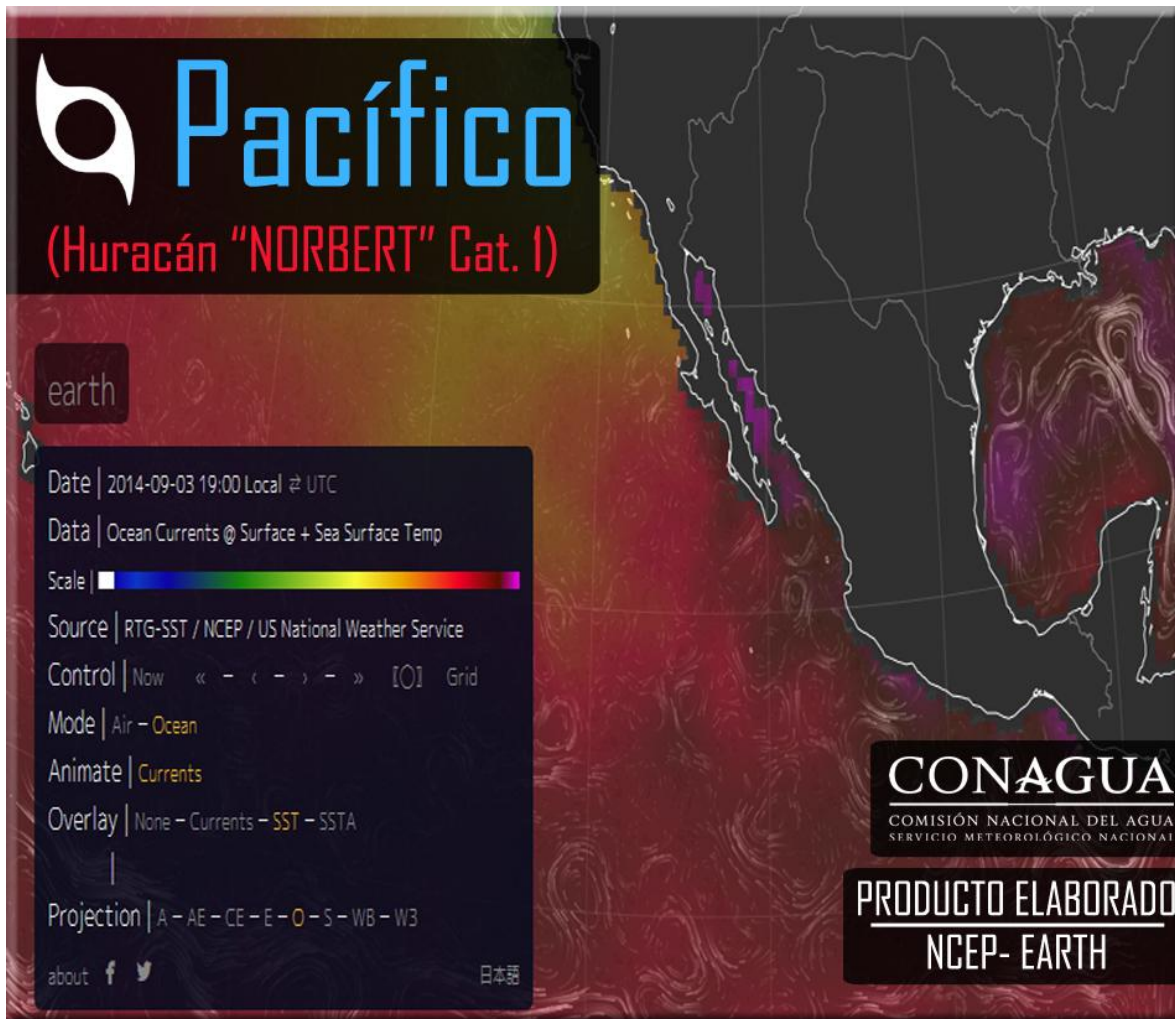 Pacífico
(Huracán “NORBERT” Cat. 1)
earth
Date | 2014-09-03 19:00 Local ⇄ UTC
Data | Ocean Currents @ Surface + Sea Surface Temp
Scale |
Source | RTG-SST / NCEP / US National Weather Service
Control | Now « – ‹ – › – » [〇] Grid
Mode | Air – Ocean
Animate | Currents
Overlay | None – Currents – SST – SSTA
|
Projection | A – AE – CE – E – O – S – WB – W3
about f 日本語
CONAGUA
COMISIÓN NACIONAL DEL AGUA
SERVICIO METEOROLÓGICO NACIONAL
PRODUCTO ELABORADO
NCEP- EARTH